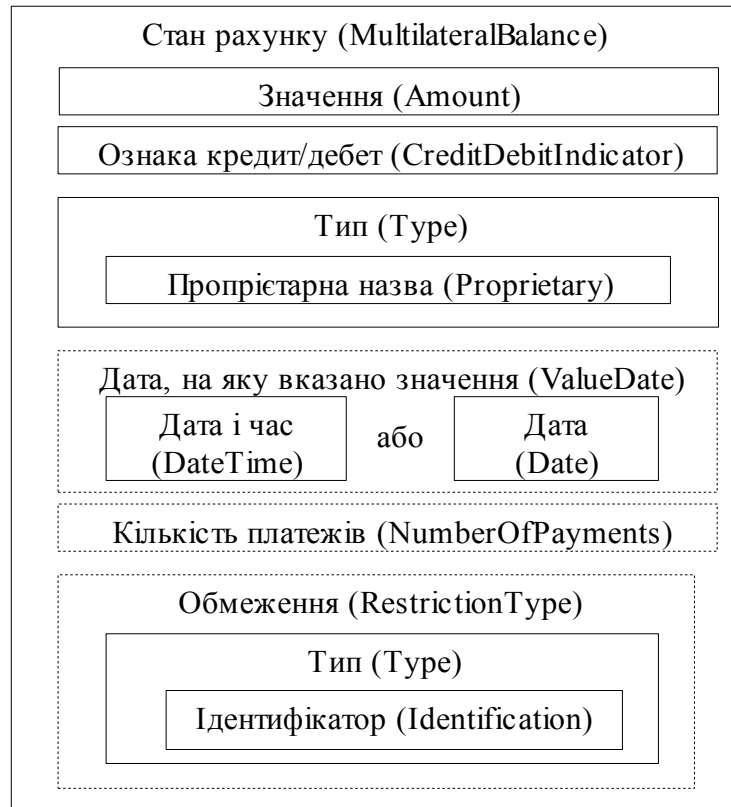 Стан рахунку (MultilateralBalance)
Значення (Amount)
Ознака кредит/дебет (CreditDebitIndicator)
Тип (Type)
Пропрієтарна назва (Proprietary)
Дата, на яку вказано значення (ValueDate)
Дата і час
(DateTime)
або
Дата
(Date)
Кількість платежів (NumberOfPayments)
Обмеження (RestrictionType)
Тип (Type)
Ідентифікатор (Identification)